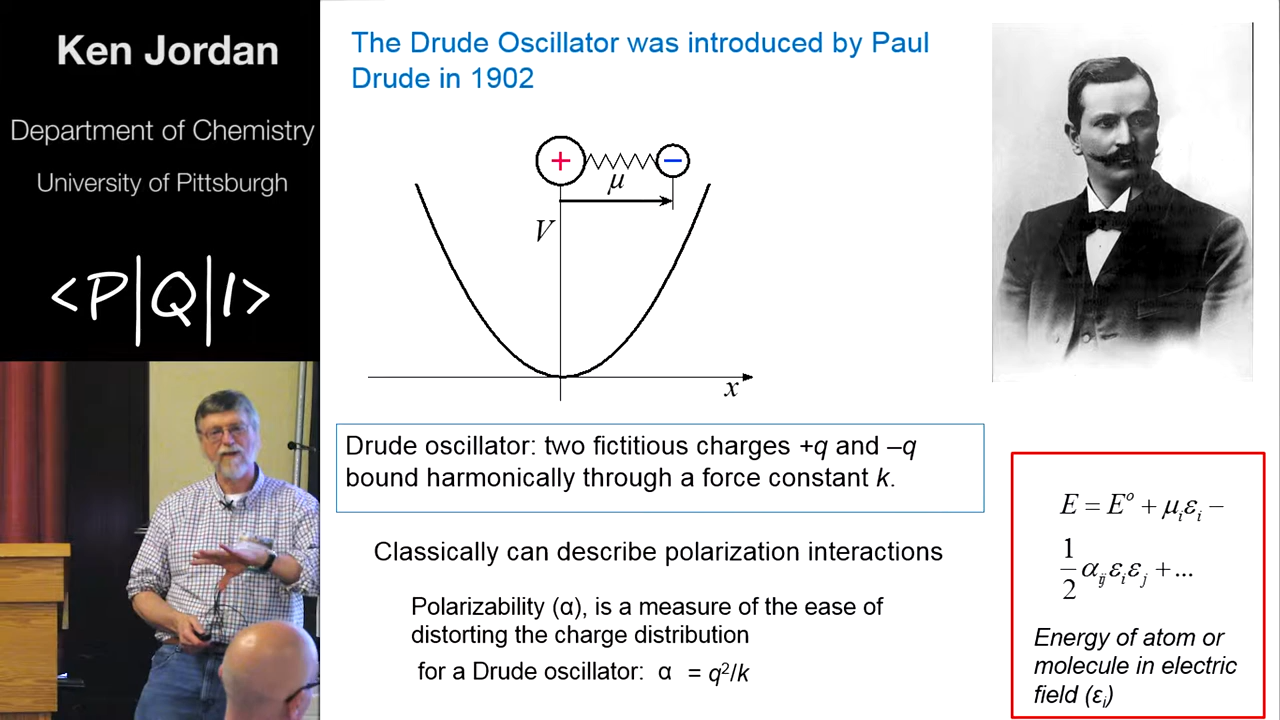 Ken Jordan
Department of Chemistry
University of Pittsburgh
<P|Q|I>
The Drude Oscillator was introduced by Paul
Drude in 1902
+
−
μ
V
x
Drude oscillator: two fictitious charges +q and –q
bound harmonically through a force constant k.
Classically can describe polarization interactions
Polarizability (α), is a measure of the ease of
distorting the charge distribution
for a Drude oscillator: α = q²/k
E = Eᵒ + μᵢεᵢ −
1/2 αᵢⱼεᵢεⱼ + ...
Energy of atom or
molecule in electric
field (εᵢ)